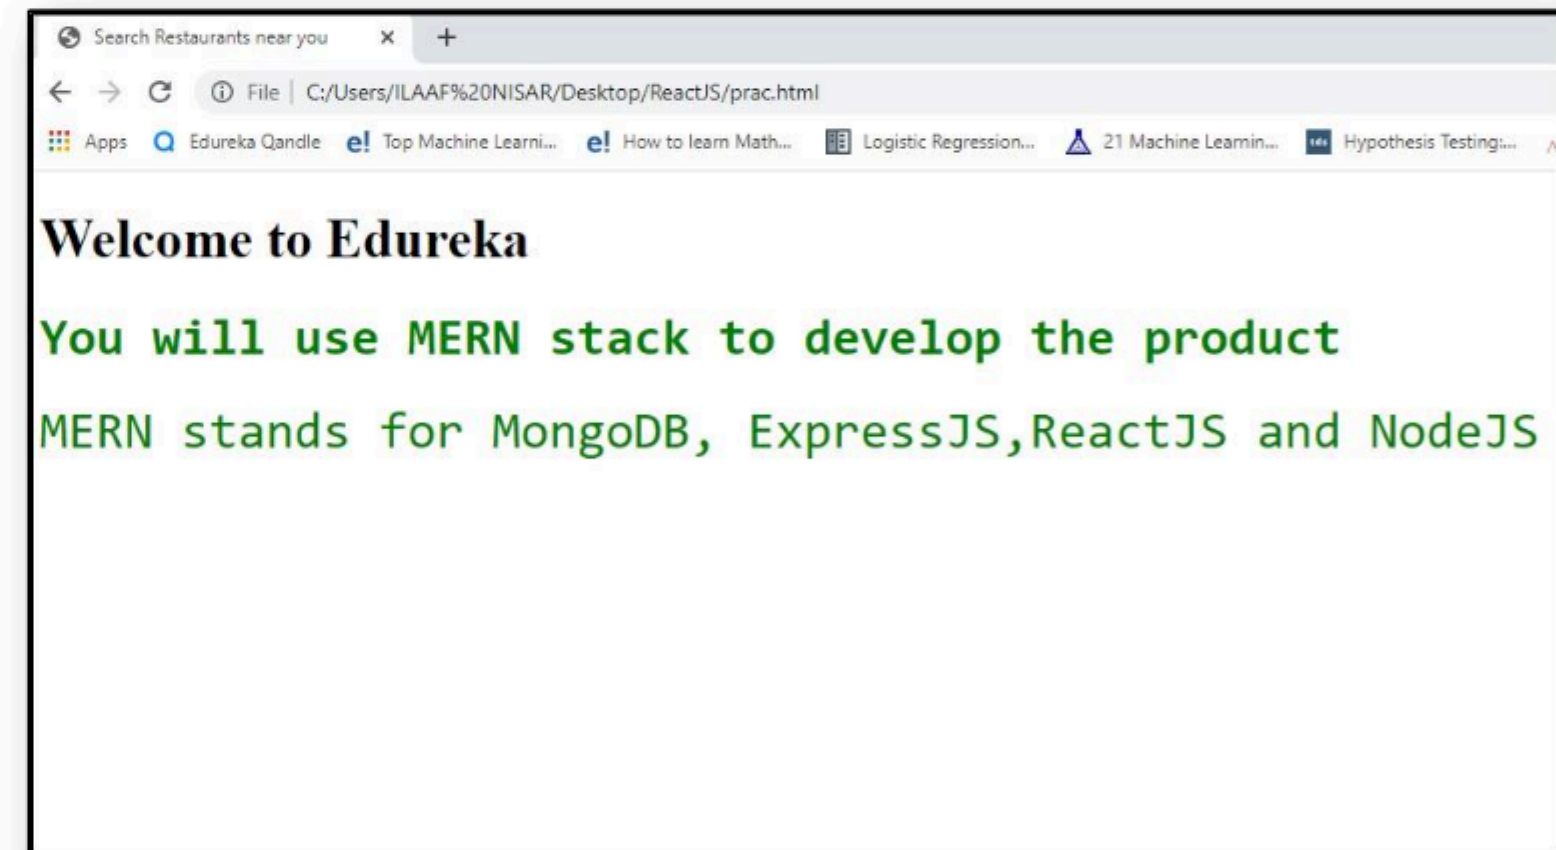 Search Restaurants near you
File | C:/Users/ILAAF%20NISAR/Desktop/ReactJS/prac.html
Apps Edureka Qandle e! Top Machine Learni... e! How to learn Math... Logistic Regression... 21 Machine Learnin... tds Hypothesis Testing:...
Welcome to Edureka
You will use MERN stack to develop the product
MERN stands for MongoDB, ExpressJS,ReactJS and NodeJS